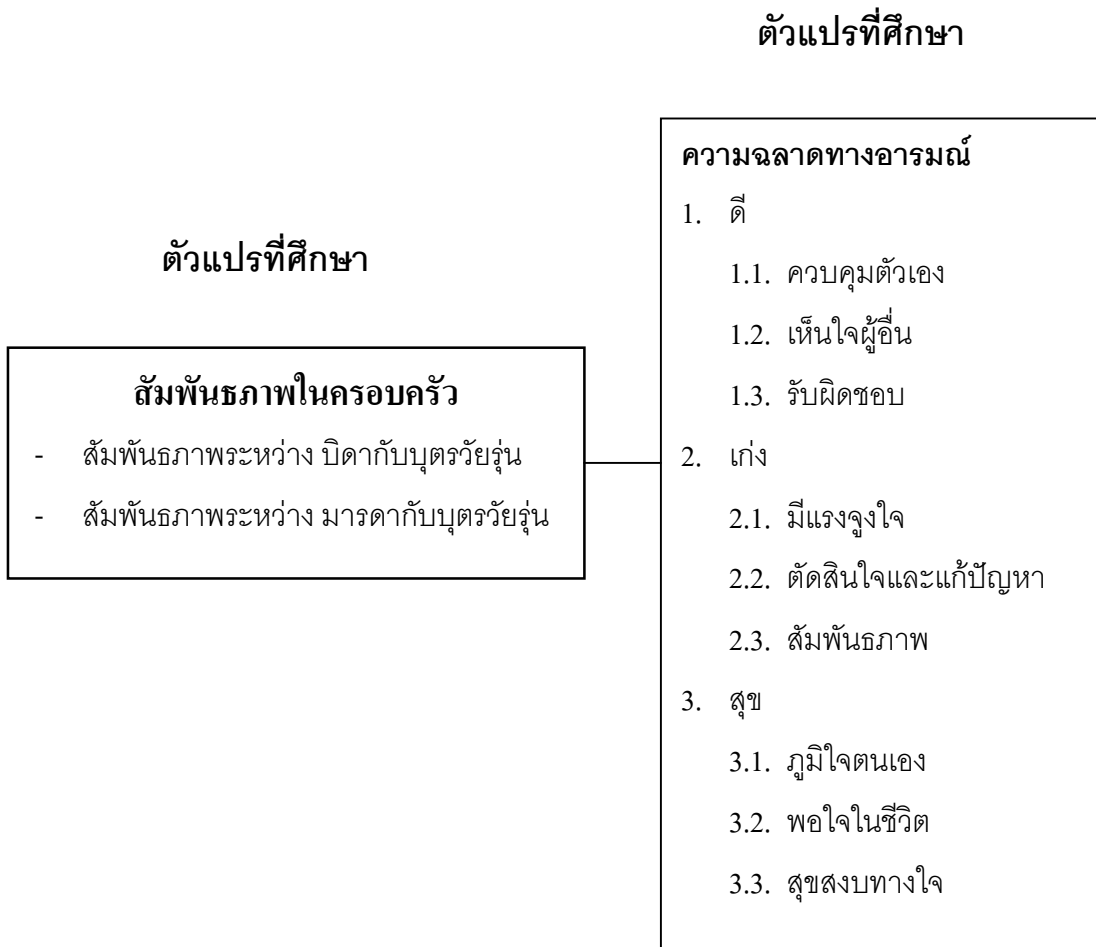 ตัวแปรที่ศึกษา
สัมพันธภาพในครอบครัว
- สัมพันธภาพระหว่าง บิดากับบุตรวัยรุ่น
- สัมพันธภาพระหว่าง มารดากับบุตรวัยรุ่น
ตัวแปรที่ศึกษา
ความฉลาดทางอารมณ์
1. ดี
1.1. ควบคุมตัวเอง
1.2. เห็นใจผู้อื่น
1.3. รับผิดชอบ
2. เก่ง
2.1. มีแรงจูงใจ
2.2. ตัดสินใจและแก้ปัญหา
2.3. สัมพันธภาพ
3. สุข
3.1. ภูมิใจตนเอง
3.2. พอใจในชีวิต
3.3. สุขสงบทางใจ